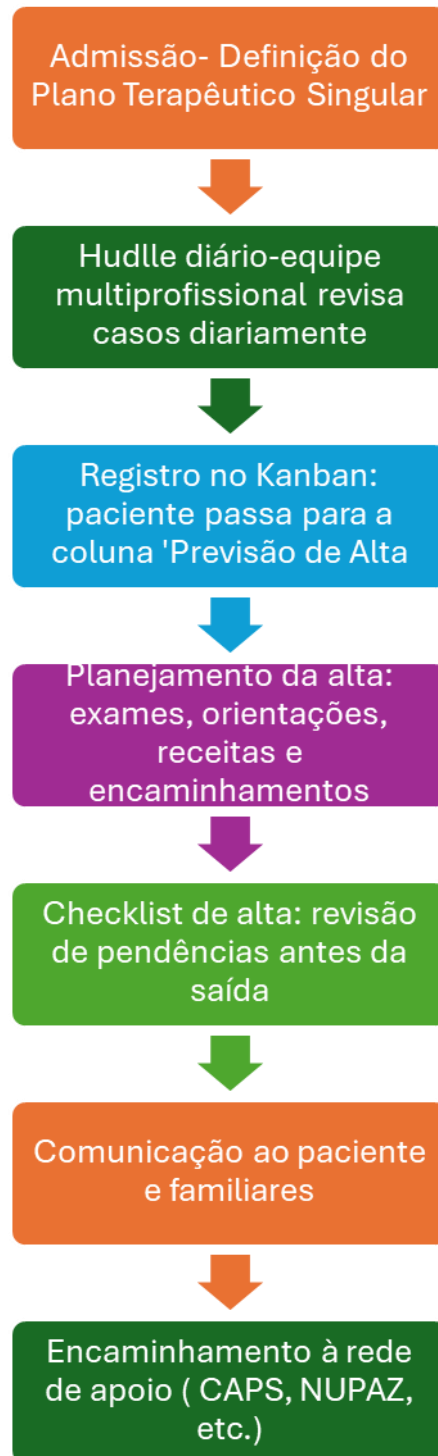 Admissão- Definição do
Plano Terapêutico Singular
Hudlle diário-equipe
multiprofissional revisa
casos diariamente
Registro no Kanban:
paciente passa para a
coluna 'Previsão de Alta
Planejamento da alta:
exames, orientações,
receitas e
encaminhamentos
Checklist de alta: revisão
de pendências antes da
saída
Comunicação ao paciente
e familiares
Encaminhamento à rede
de apoio ( CAPS, NUPAZ,
etc.)